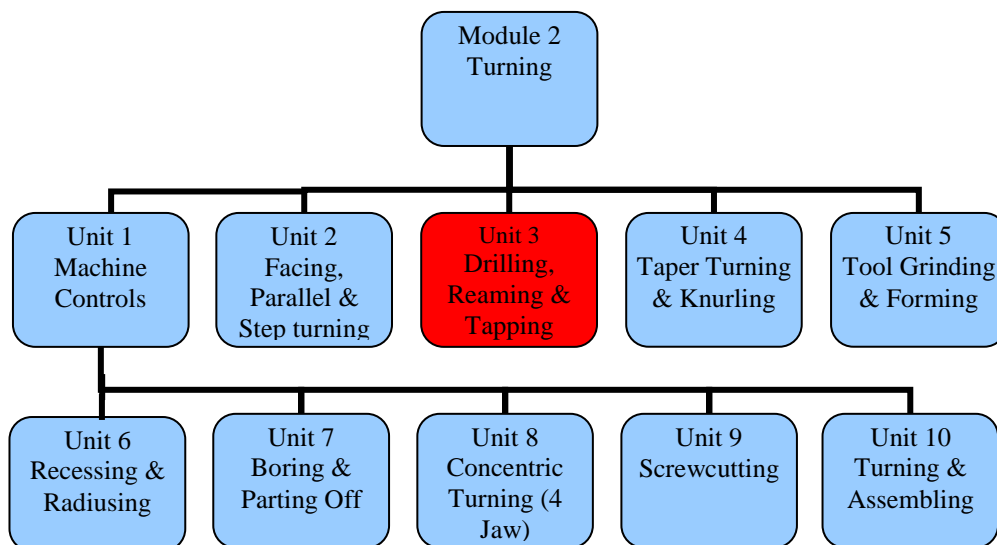 Module 2
Turning
Unit 1
Machine
Controls
Unit 2
Facing,
Parallel &
Step turning
Unit 3
Drilling,
Reaming &
Tapping
Unit 4
Taper Turning
& Knurling
Unit 5
Tool Grinding
& Forming
Unit 6
Recessing &
Radiusing
Unit 7
Boring &
Parting Off
Unit 8
Concentric
Turning (4
Jaw)
Unit 9
Screwcutting
Unit 10
Turning &
Assembling